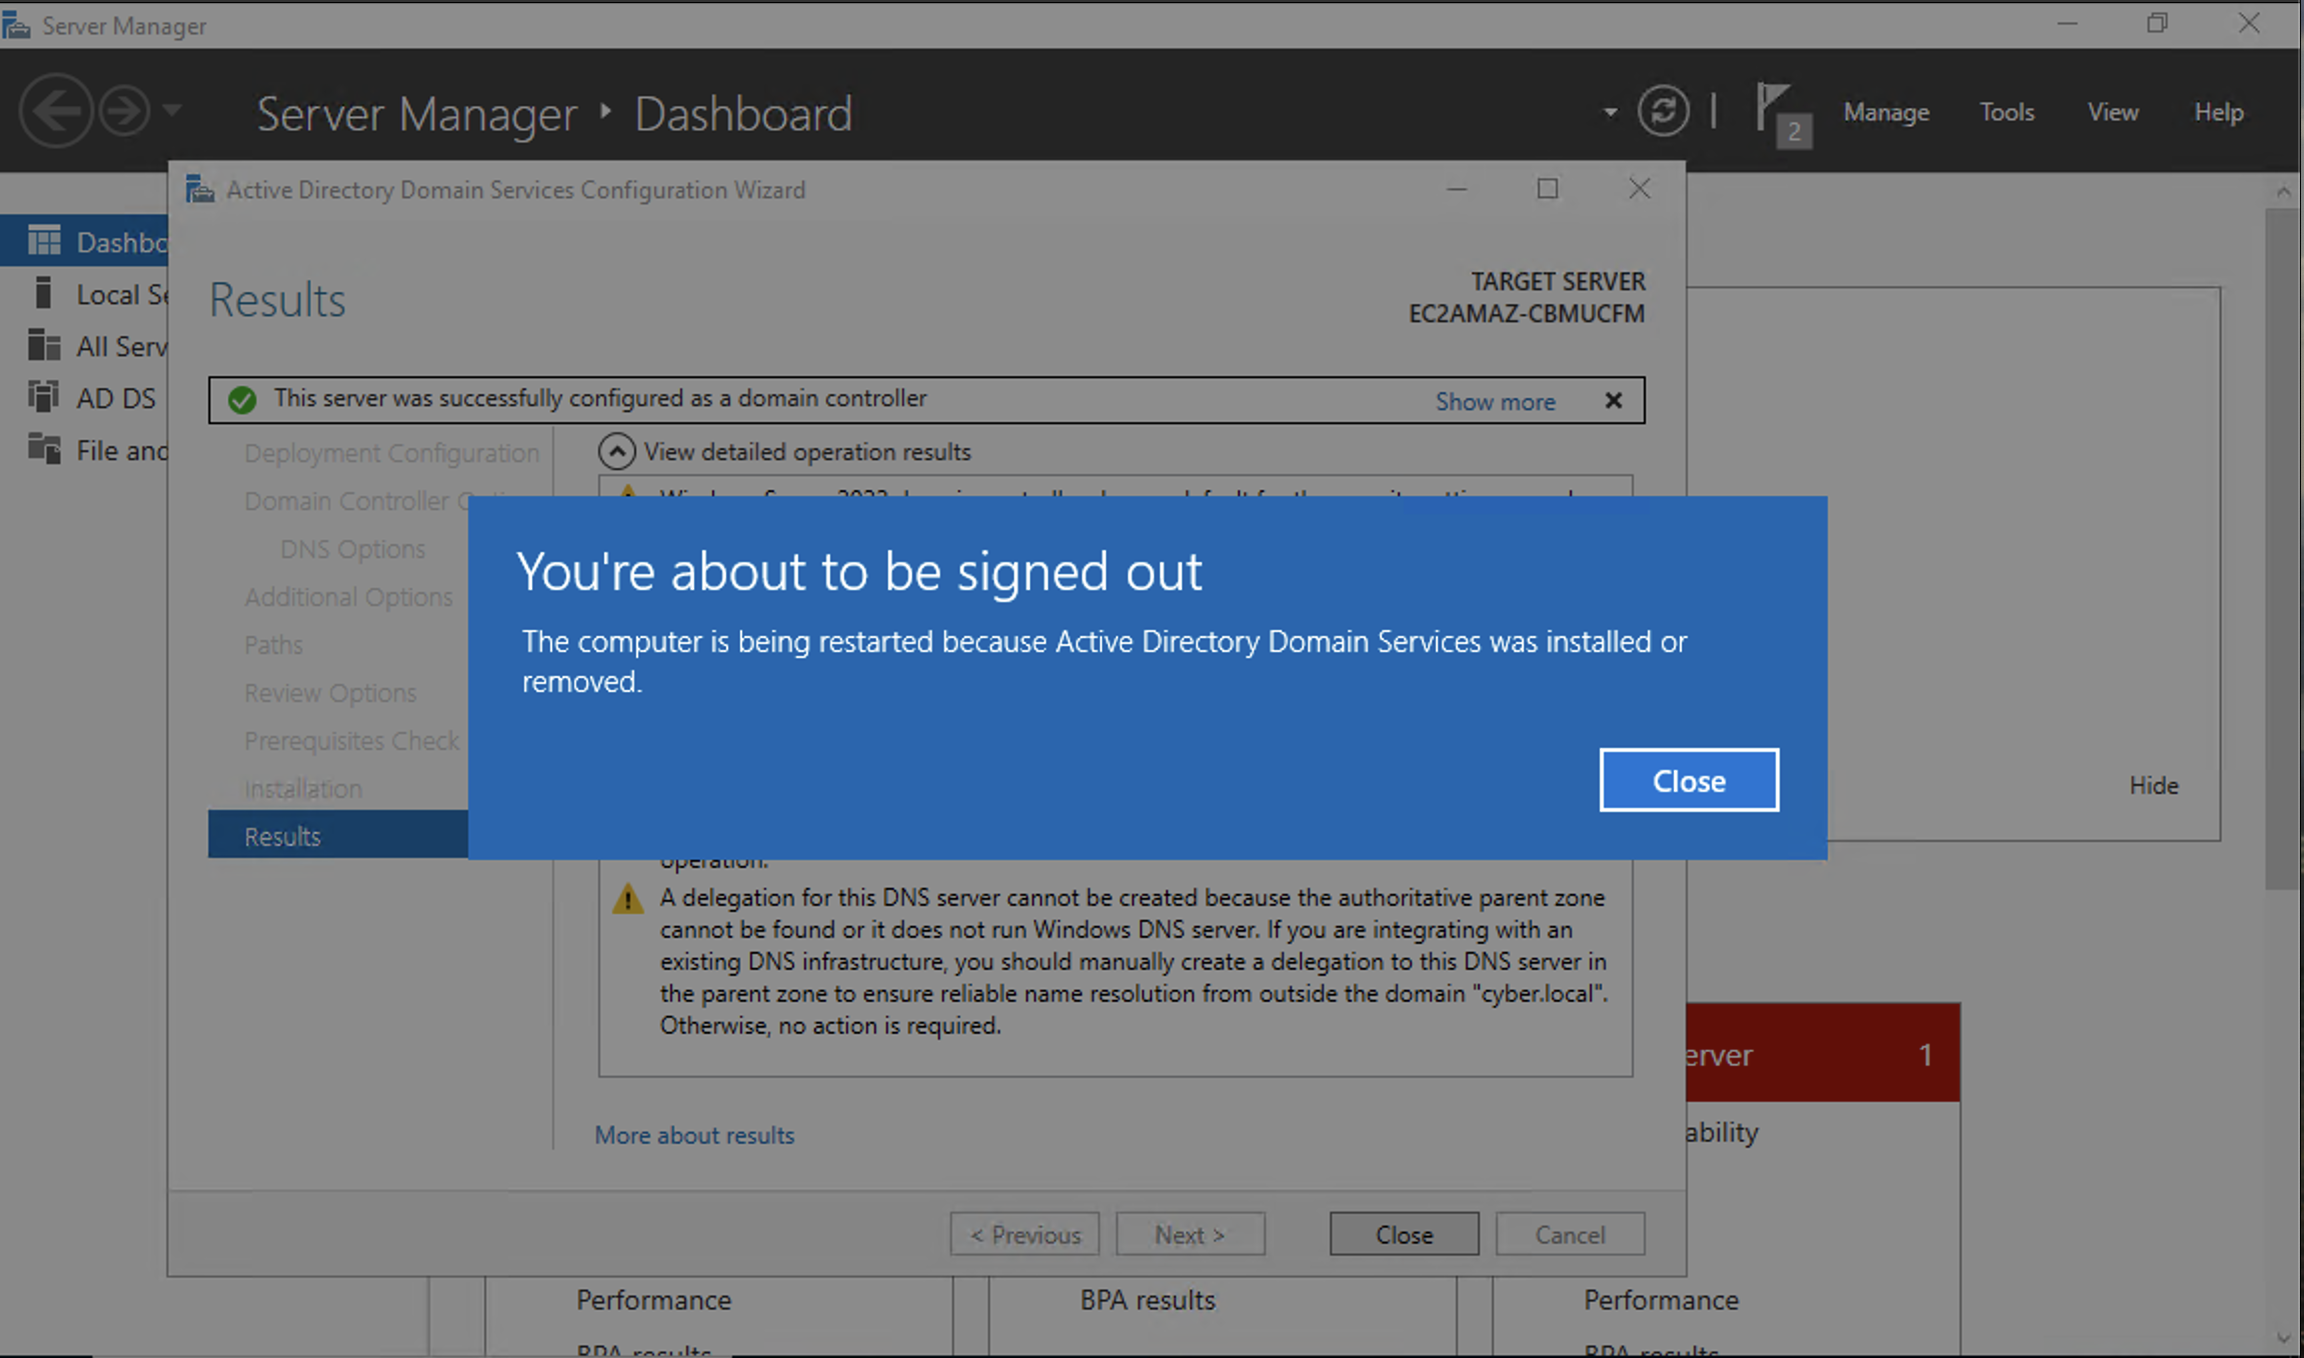 Server Manager
Server Manager ‣ Dashboard
2
Manage
Tools
View
Help
Active Directory Domain Services Configuration Wizard
Local Se
All Serv
AD DS
File and
Results
TARGET SERVER
EC2AMAZ-CBMUCFM
This server was successfully configured as a domain controller
Show more
View detailed operation results
Deployment Configuration
Domain Controller
DNS Options
Additional Options
Paths
Review Options
Prerequisites Check
Installation
Results
You're about to be signed out
The computer is being restarted because Active Directory Domain Services was installed or
removed.
Close
Hide
operation.
A delegation for this DNS server cannot be created because the authoritative parent zone
cannot be found or it does not run Windows DNS server. If you are integrating with an
existing DNS infrastructure, you should manually create a delegation to this DNS server in
the parent zone to ensure reliable name resolution from outside the domain "cyber.local".
Otherwise, no action is required.
More about results
erver
1
ability
< Previous
Next >
Close
Cancel
Performance
BPA results
Performance
BPA results
BPA results